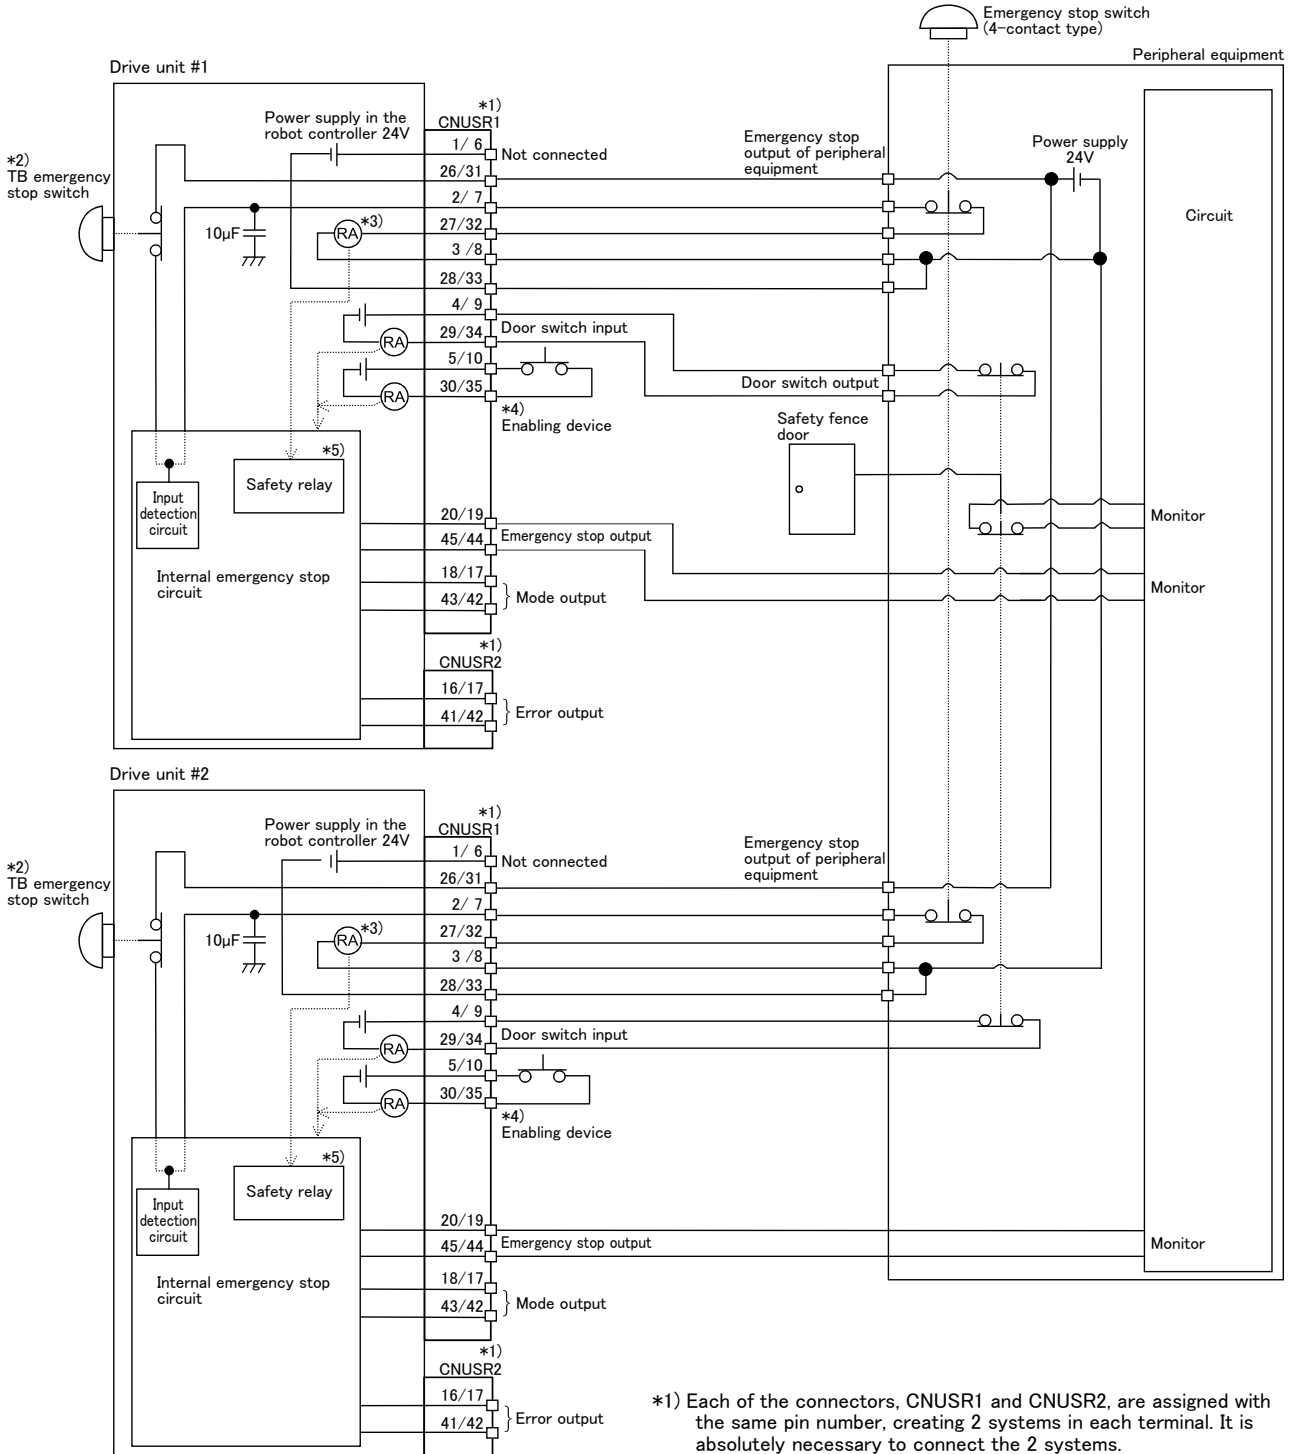 Emergency stop switch
(4-contact type)
Peripheral equipment
Drive unit #1
*1)
CNUSR1
Power supply in the
robot controller 24V
*2)
TB emergency
stop switch
1/ 6
Not connected
26/31
2/ 7
27/32
3 /8
28/33
4/ 9
29/34
5/10
30/35
Emergency stop
output of peripheral
equipment
Power supply
24V
Circuit
10μF
RA
*3)
RA
RA
Door switch input
Door switch output
*4)
Enabling device
Safety fence
door
*5)
Safety relay
Input
detection
circuit
Internal emergency stop
circuit
20/19
45/44
Emergency stop output
18/17
43/42
Mode output
Monitor
Monitor
*1)
CNUSR2
16/17
41/42
Error output
Drive unit #2
*1)
CNUSR1
Power supply in the
robot controller 24V
*2)
TB emergency
stop switch
1/ 6
Not connected
26/31
2/ 7
27/32
3 /8
28/33
4/ 9
29/34
5/10
30/35
Emergency stop
output of peripheral
equipment
10μF
RA
*3)
RA
RA
Door switch input
*4)
Enabling device
*5)
Safety relay
Input
detection
circuit
Internal emergency stop
circuit
20/19
45/44
Emergency stop output
18/17
43/42
Mode output
Monitor
*1)
CNUSR2
16/17
41/42
Error output
*1) Each of the connectors, CNUSR1 and CNUSR2, are assigned with
the same pin number, creating 2 systems in each terminal. It is
absolutely necessary to connect the 2 systems.